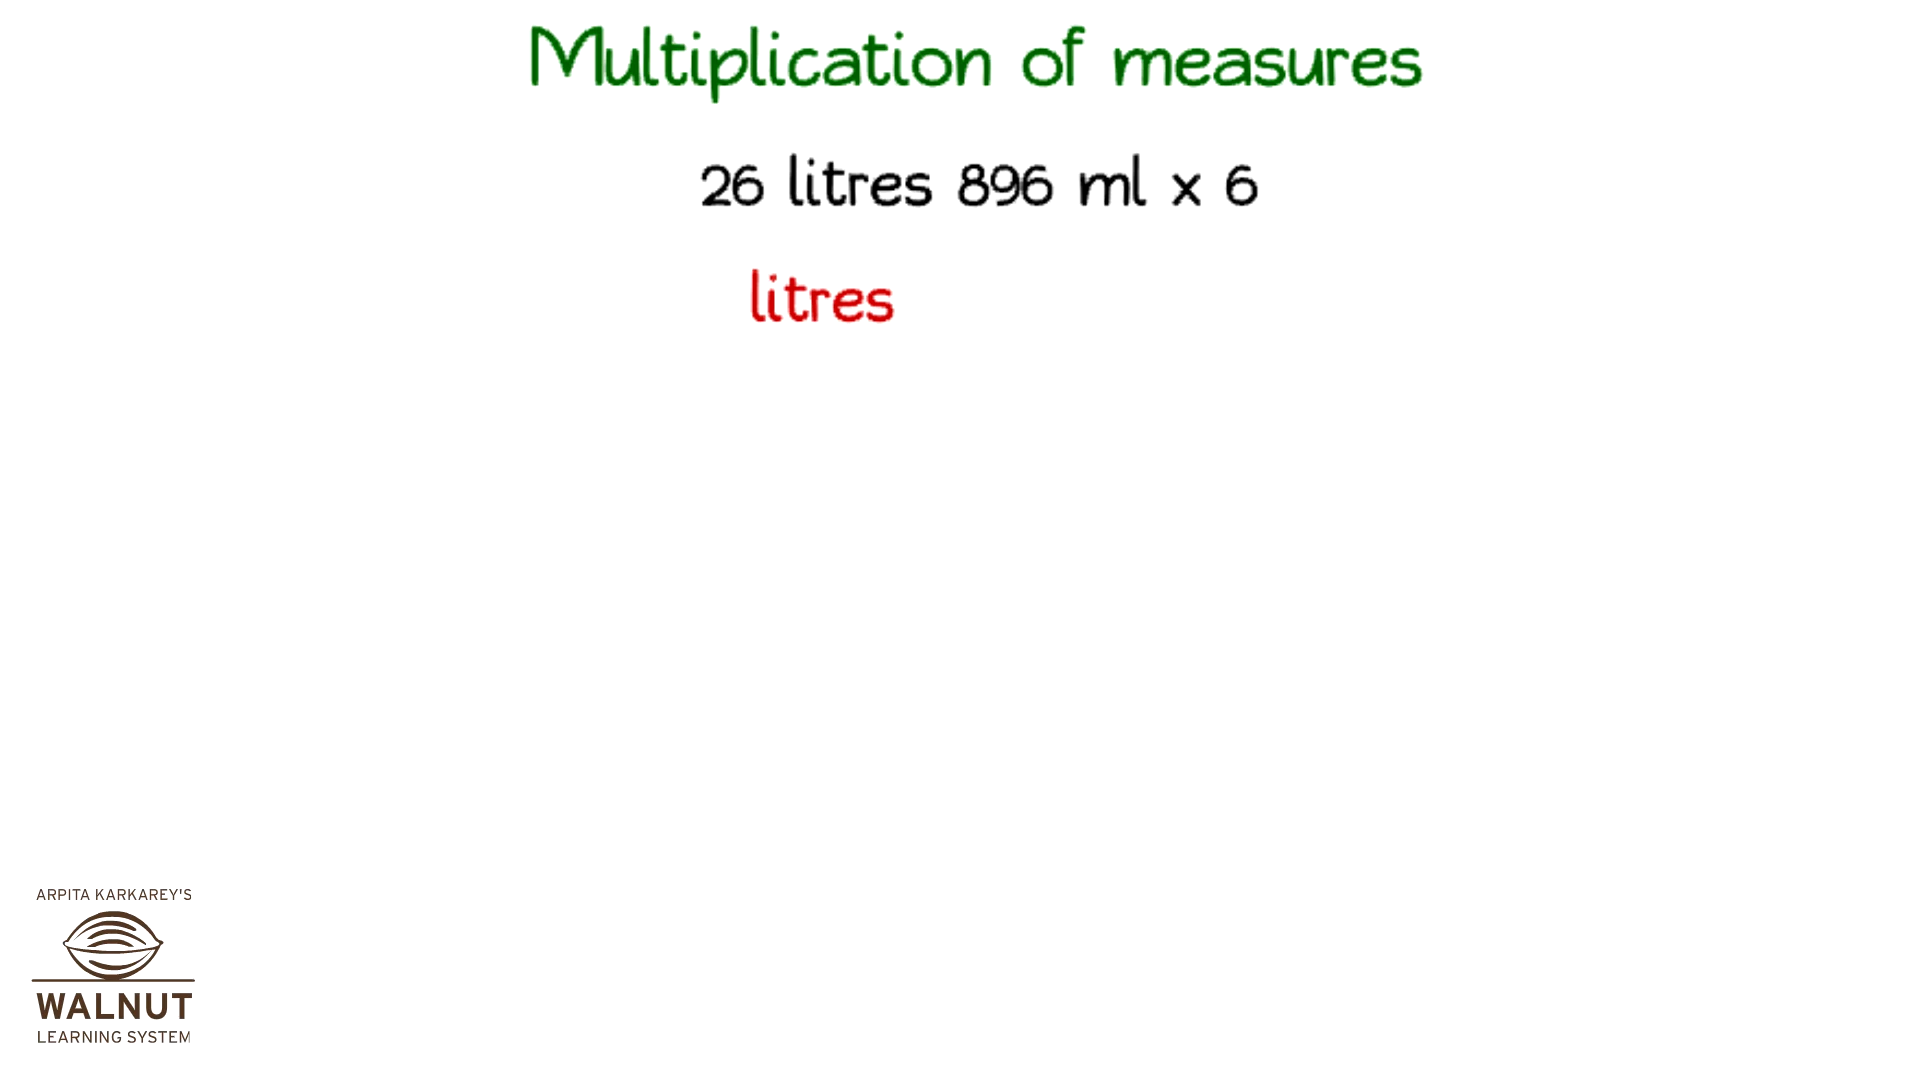 Multiplication of measures
26 litres 896 ml x 6
litres
ARPITA KARKAREY'S
WALNUT
LEARNING SYSTEM